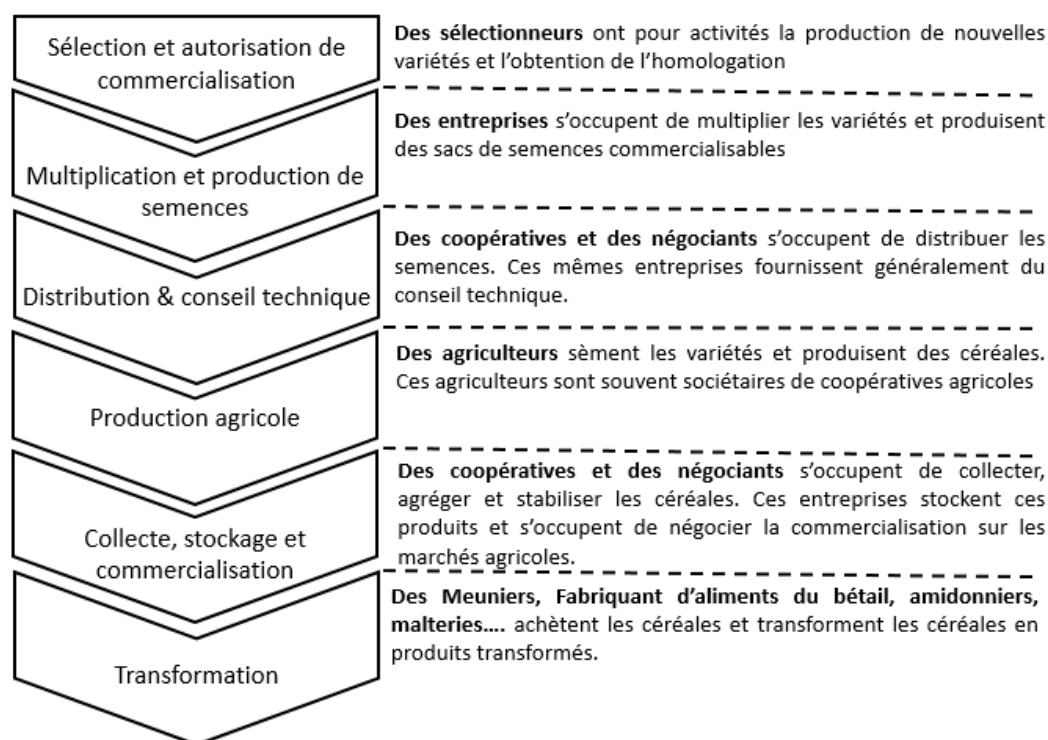 Sélection et autorisation de
commercialisation
Des sélectionneurs ont pour activités la production de nouvelles
variétés et l'obtention de l'homologation
Multiplication et production de
semences
Des entreprises s'occupent de multiplier les variétés et produisent
des sacs de semences commercialisables
Distribution & conseil technique
Des coopératives et des négociants s'occupent de distribuer les
semences. Ces mêmes entreprises fournissent généralement du
conseil technique.
Production agricole
Des agriculteurs sèment les variétés et produisent des céréales.
Ces agriculteurs sont souvent sociétaires de coopératives agricoles
Collecte, stockage et
commercialisation
Des coopératives et des négociants s'occupent de collecter,
agréger et stabiliser les céréales. Ces entreprises stockent ces
produits et s'occupent de négocier la commercialisation sur les
marchés agricoles.
Transformation
Des Meuniers, Fabriquant d'aliments du bétail, amidonniers,
malteries.... achètent les céréales et transforment les céréales en
produits transformés.